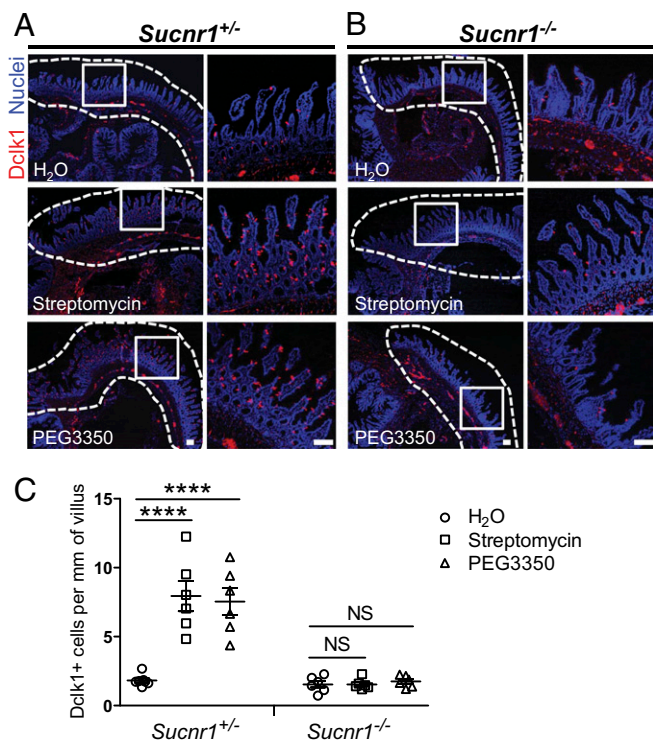 A
Sucnr1+/-
B
Sucnr1-/-
Dclk1 Nuclei
H2O
H2O
Streptomycin
Streptomycin
PEG3350
PEG3350
C
Dclk1+ cells per mm of villus
15
10
5
0
****
****
NS
NS
H2O
Streptomycin
PEG3350
Sucnr1+/-
Sucnr1-/-